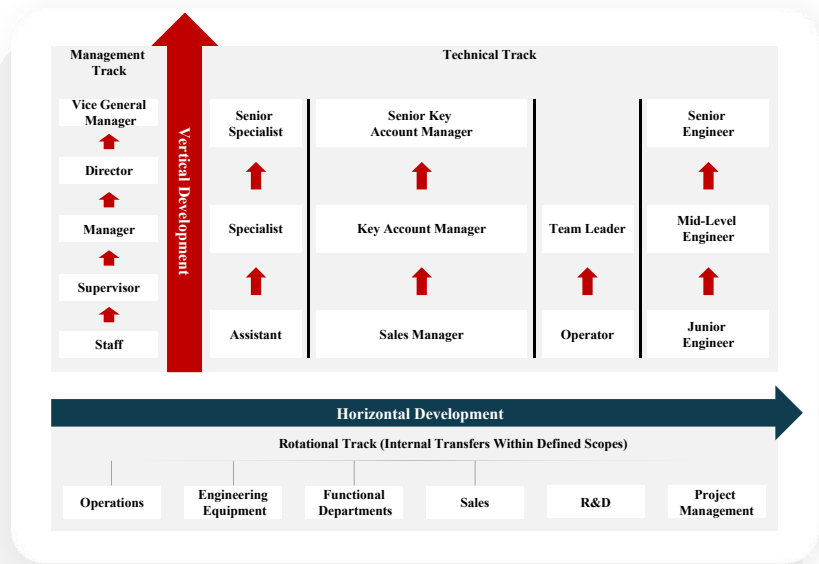 Management
Track
Technical Track
Vertical Development
Vice General
Manager
Director
Manager
Supervisor
Staff
Senior
Specialist
Specialist
Assistant
Senior Key
Account Manager
Key Account Manager
Sales Manager
Team Leader
Operator
Senior
Engineer
Mid-Level
Engineer
Junior
Engineer
Horizontal Development
Rotational Track (Internal Transfers Within Defined Scopes)
Operations
Engineering
Equipment
Functional
Departments
Sales
R&D
Project
Management